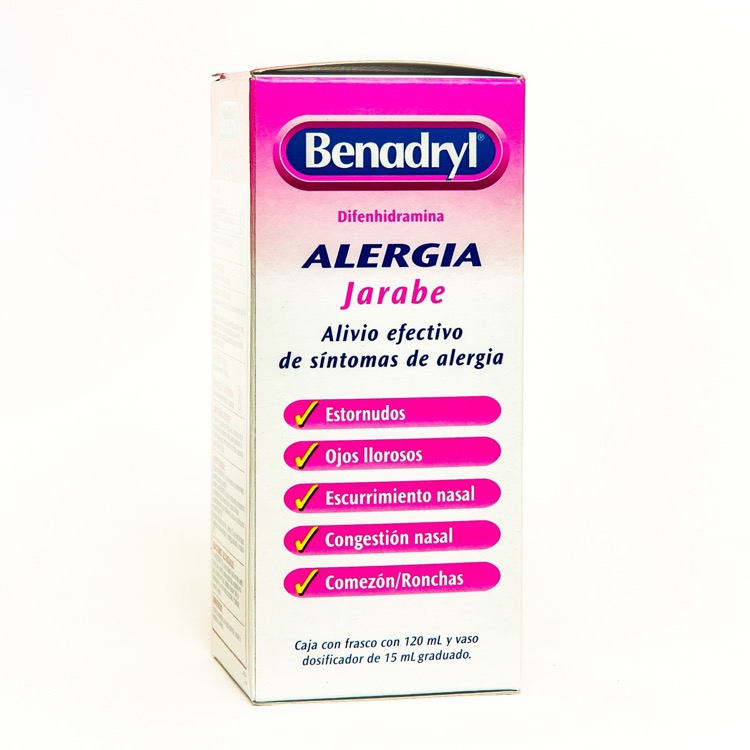 Benadryl®
Difenhidramina
ALERGIA
Jarabe
Alivio efectivo
de síntomas de alergia
Estornudos
Ojos llorosos
Escurrimiento nasal
Congestión nasal
Comezón/Ronchas
Caja con frasco con 120 mL y vaso
dosificador de 15 mL graduado.